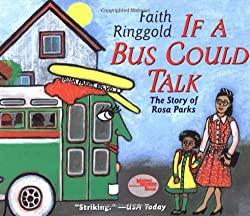 Faith
Ringgold
IF A
BUS COULD
TALK
The Story of
Rosa Parks
"Striking." —USA Today